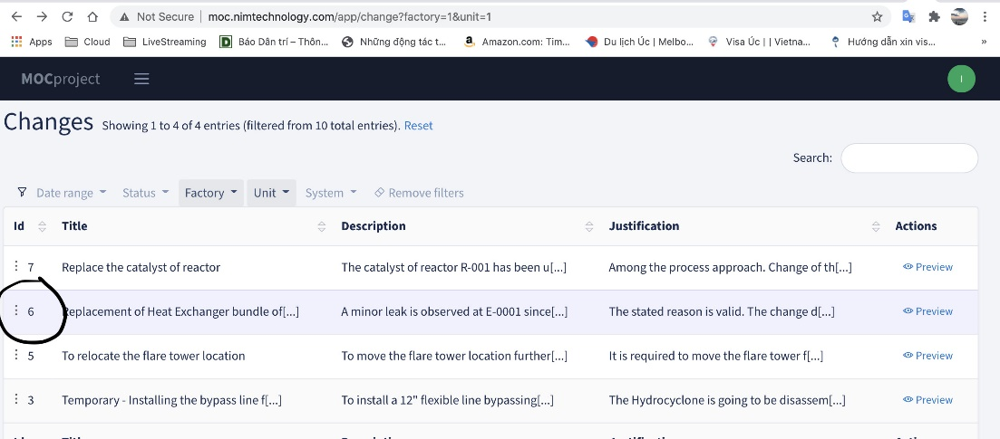 Not Secure | moc.nimtechnology.com/app/change?factory=1&unit=1
Apps Cloud LiveStreaming Báo Dân trí – Thôn... Những động tác t... Amazon.com: Tim... Du lịch Úc | Melbo... Visa Úc | | Vietna... Hướng dẫn xin vis... »
MOCproject I
Changes Showing 1 to 4 of 4 entries (filtered from 10 total entries). Reset
Search:
Date range Status Factory Unit System Remove filters
Id Title Description Justification Actions
7 Replace the catalyst of reactor The catalyst of reactor R-001 has been u[...] Among the process approach. Change of th[...] Preview
6 Replacement of Heat Exchanger bundle of[...] A minor leak is observed at E-0001 since[...] The stated reason is valid. The change d[...] Preview
5 To relocate the flare tower location To move the flare tower location further[...] It is required to move the flare tower f[...] Preview
3 Temporary - Installing the bypass line f[...] To install a 12" flexible line bypassing[...] The Hydrocyclone is going to be disassem[...] Preview